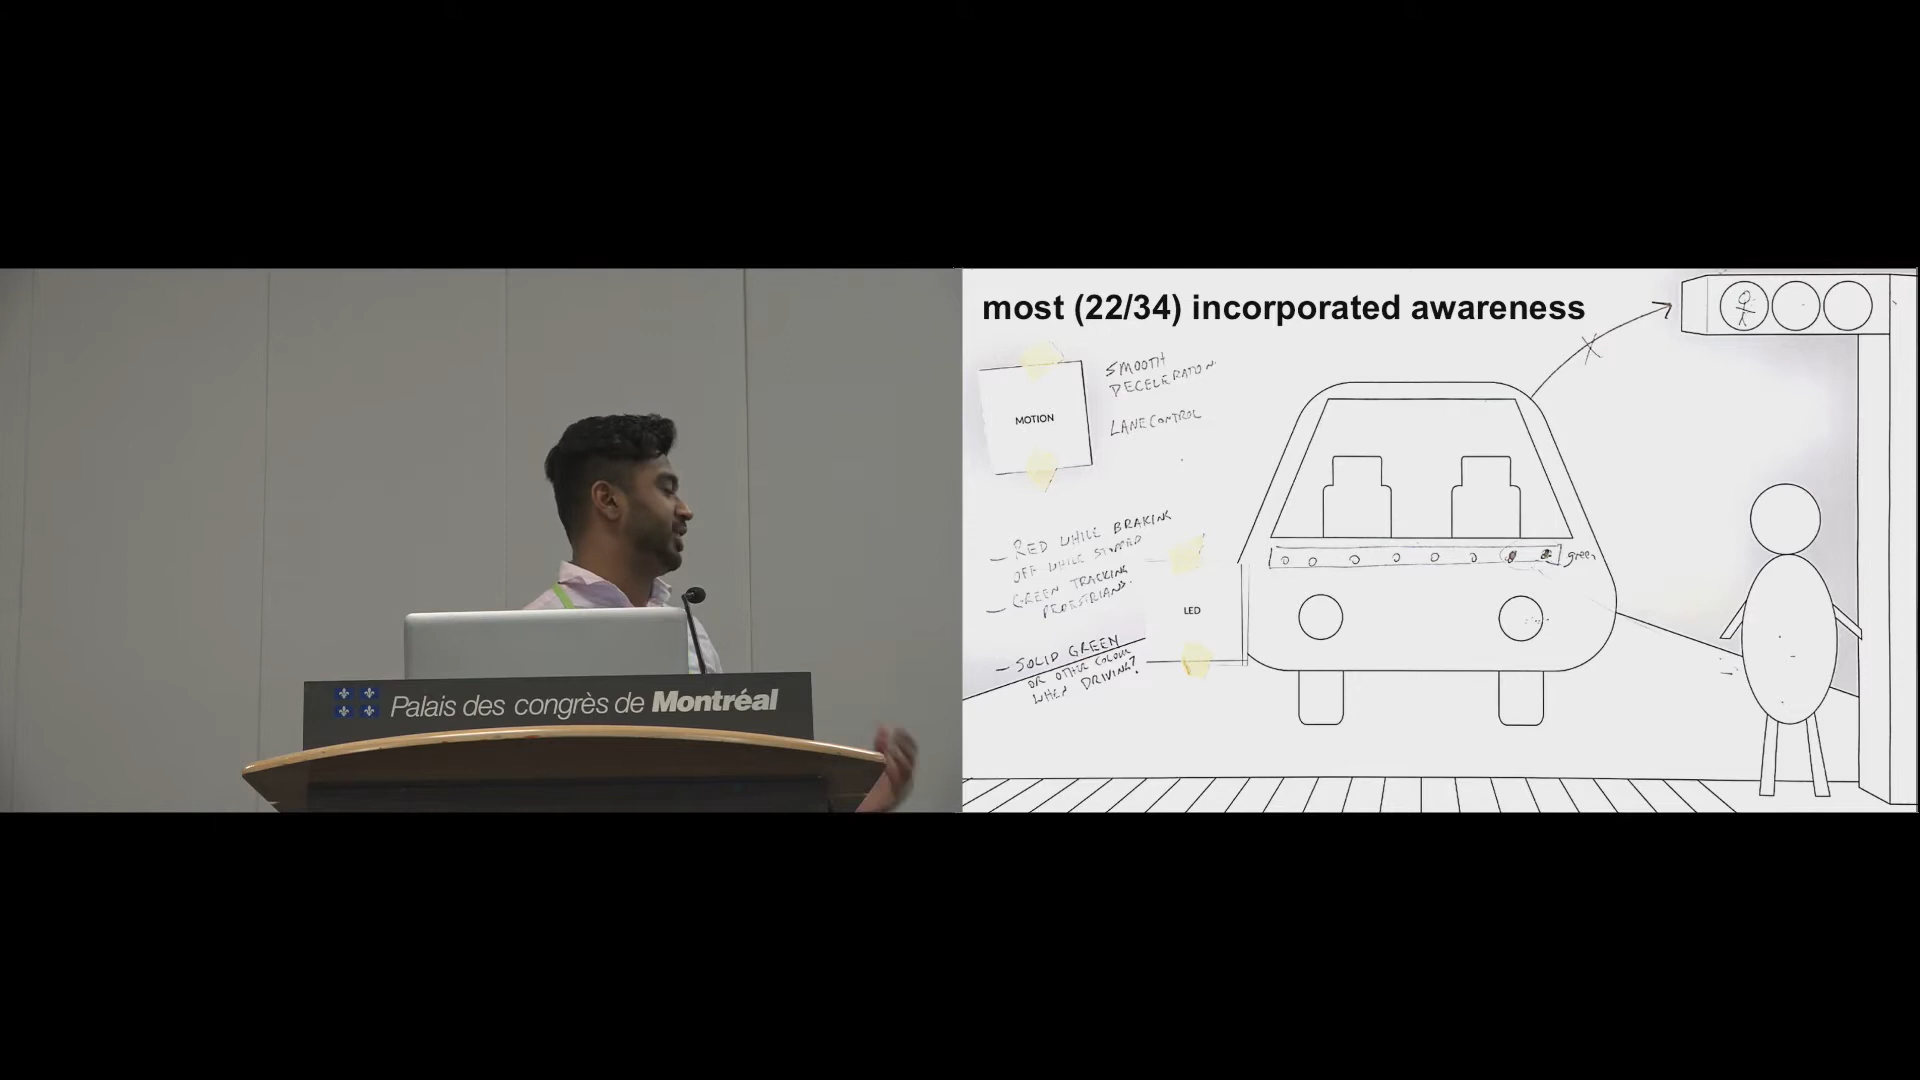 most (22/34) incorporated awareness
SMOOTH
DECELERATION.
MOTION
LANE CONTROL
— RED WHILE BRAKING
OFF WHILE STOPPED
— GREEN TRACKING
PEDESTRIANS.
LED
green
— SOLID GREEN
OR OTHER COLOUR
WHEN DRIVING?
Palais des congrès de Montréal